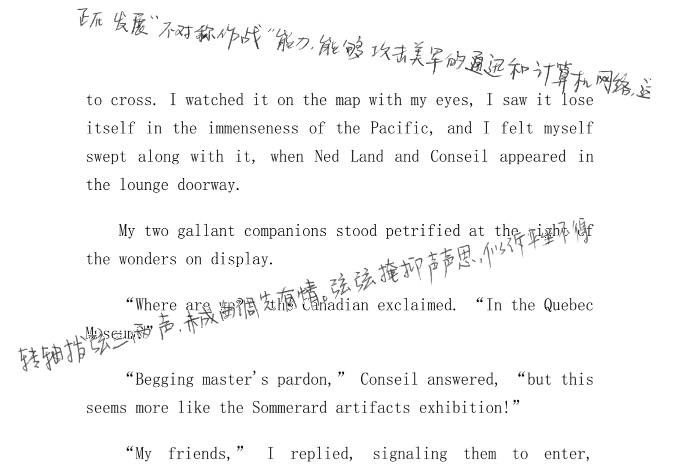 正在发展“不对称作战”能力,能够攻击美军的通迅和计算机网络,这
to cross. I watched it on the map with my eyes, I saw it lose
itself in the immenseness of the Pacific, and I felt myself
swept along with it, when Ned Land and Conseil appeared in
the lounge doorway.
My two gallant companions stood petrified at the sight of
the wonders on display.
“Where are we?” the Canadian exclaimed. “In the Quebec
Museum?”
转轴拨弦三两声,未成曲调先有情。弦弦掩抑声声思,似诉平生不得
“Begging master's pardon,” Conseil answered, “but this
seems more like the Sommerard artifacts exhibition!”
“My friends,” I replied, signaling them to enter,